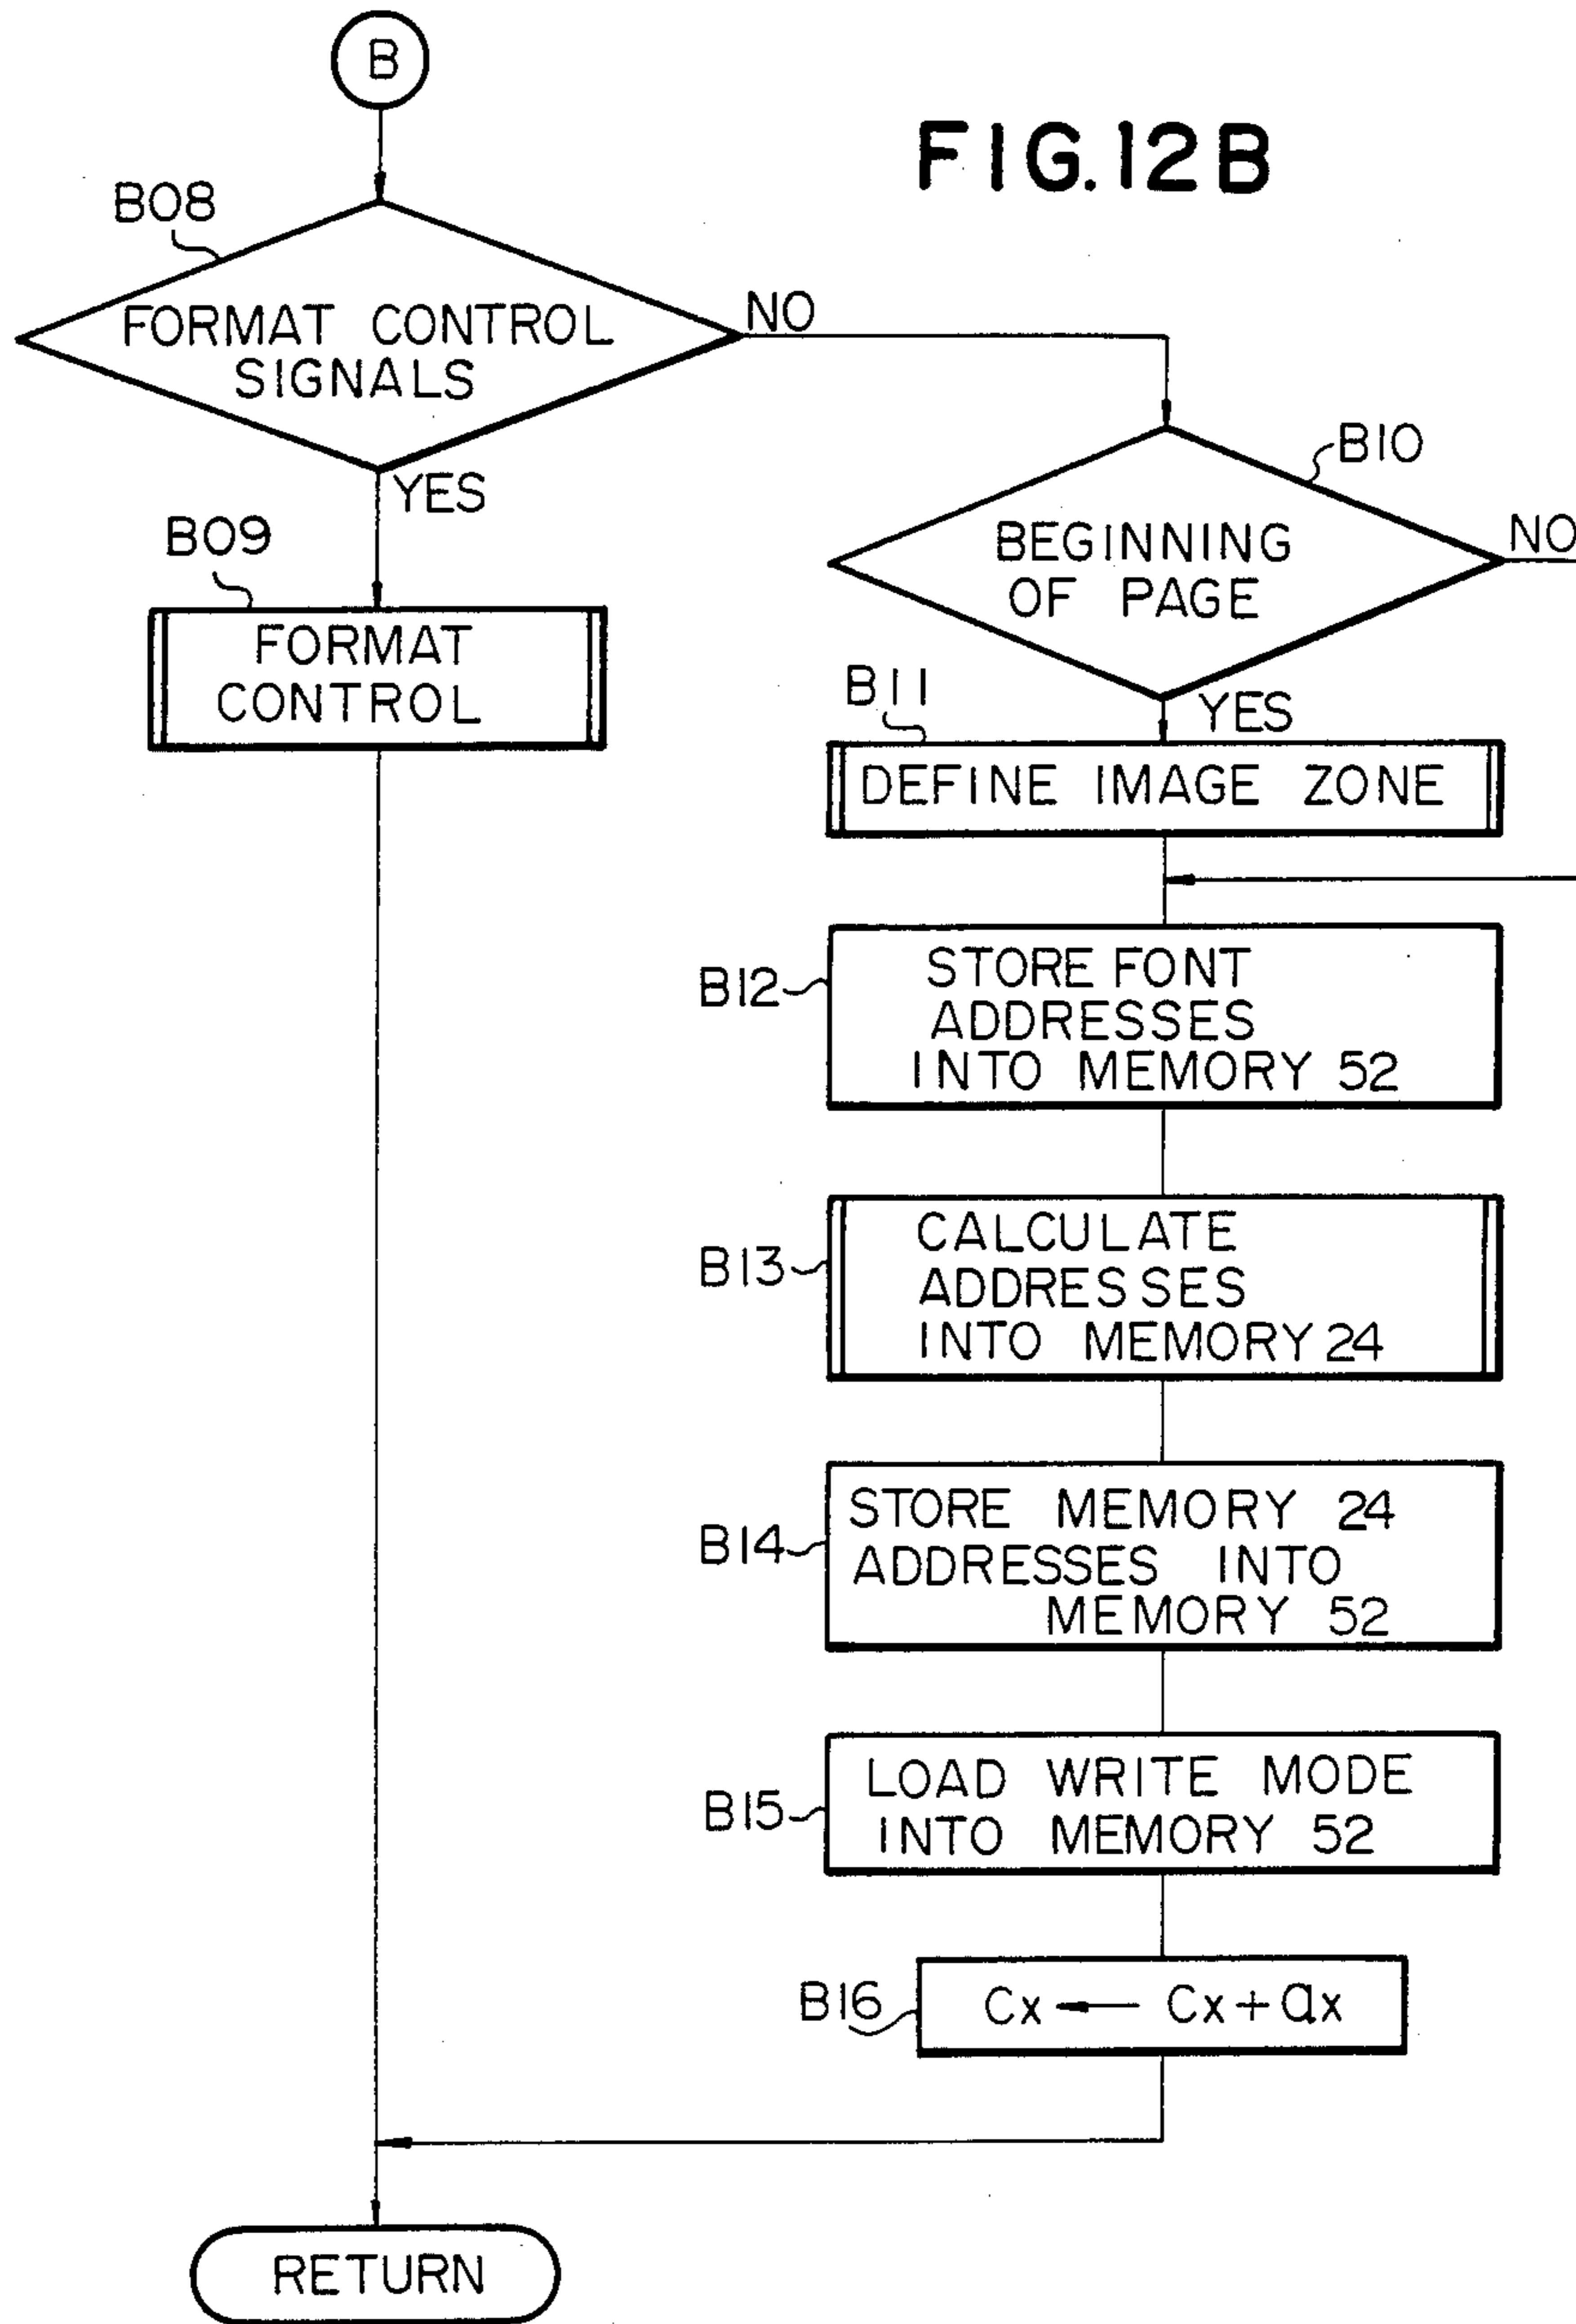 B
FIG.12B
B08
FORMAT CONTROL
SIGNALS
NO
YES
B09
FORMAT
CONTROL
B10
BEGINNING
OF PAGE
NO
YES
B11
DEFINE IMAGE ZONE
B12
STORE FONT
ADDRESSES
INTO MEMORY 52
B13
CALCULATE
ADDRESSES
INTO MEMORY 24
B14
STORE MEMORY 24
ADDRESSES INTO
MEMORY 52
B15
LOAD WRITE MODE
INTO MEMORY 52
B16
Cx ← Cx + ax
RETURN